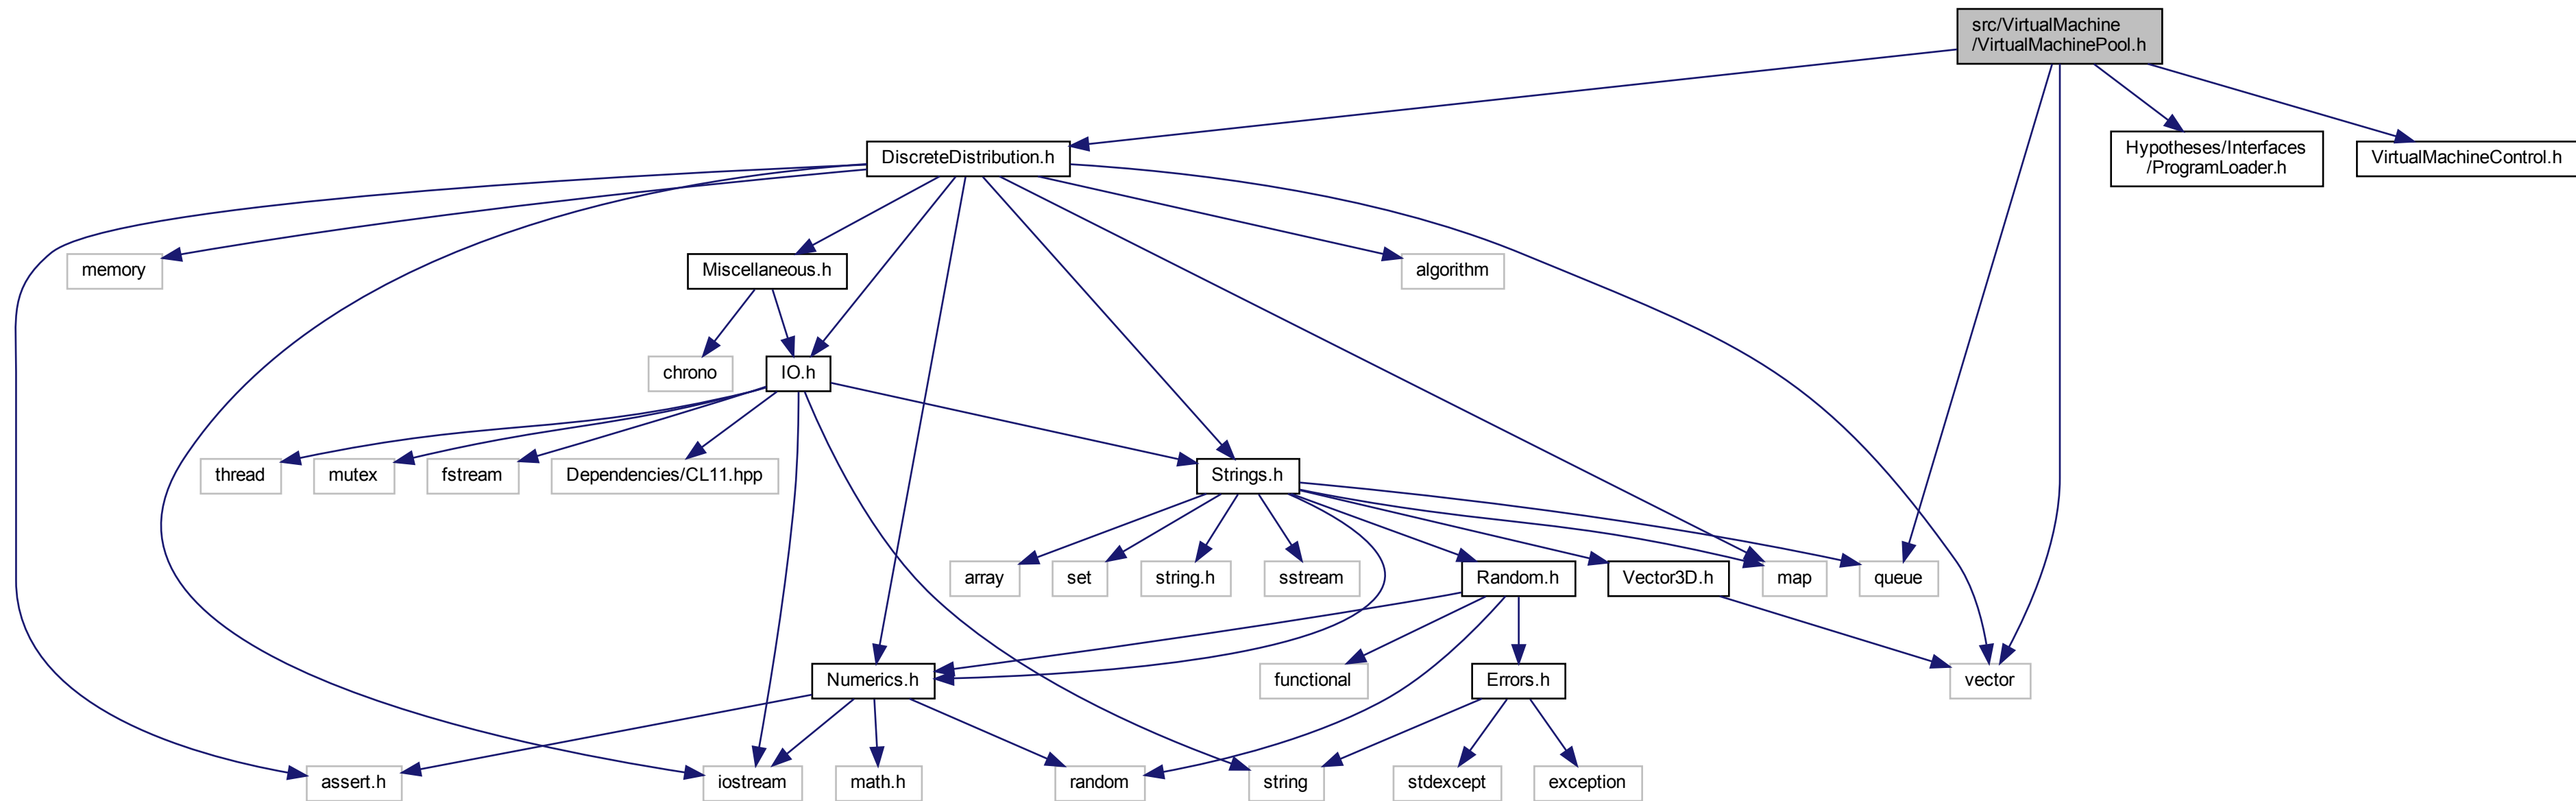 src/VirtualMachine
/VirtualMachinePool.h
DiscreteDistribution.h
Hypotheses/Interfaces
/ProgramLoader.h
VirtualMachineControl.h
memory
Miscellaneous.h
algorithm
chrono
IO.h
thread
mutex
fstream
Dependencies/CL11.hpp
Strings.h
array
set
string.h
sstream
Random.h
Vector3D.h
map
queue
Numerics.h
functional
Errors.h
vector
assert.h
iostream
math.h
random
string
stdexcept
exception